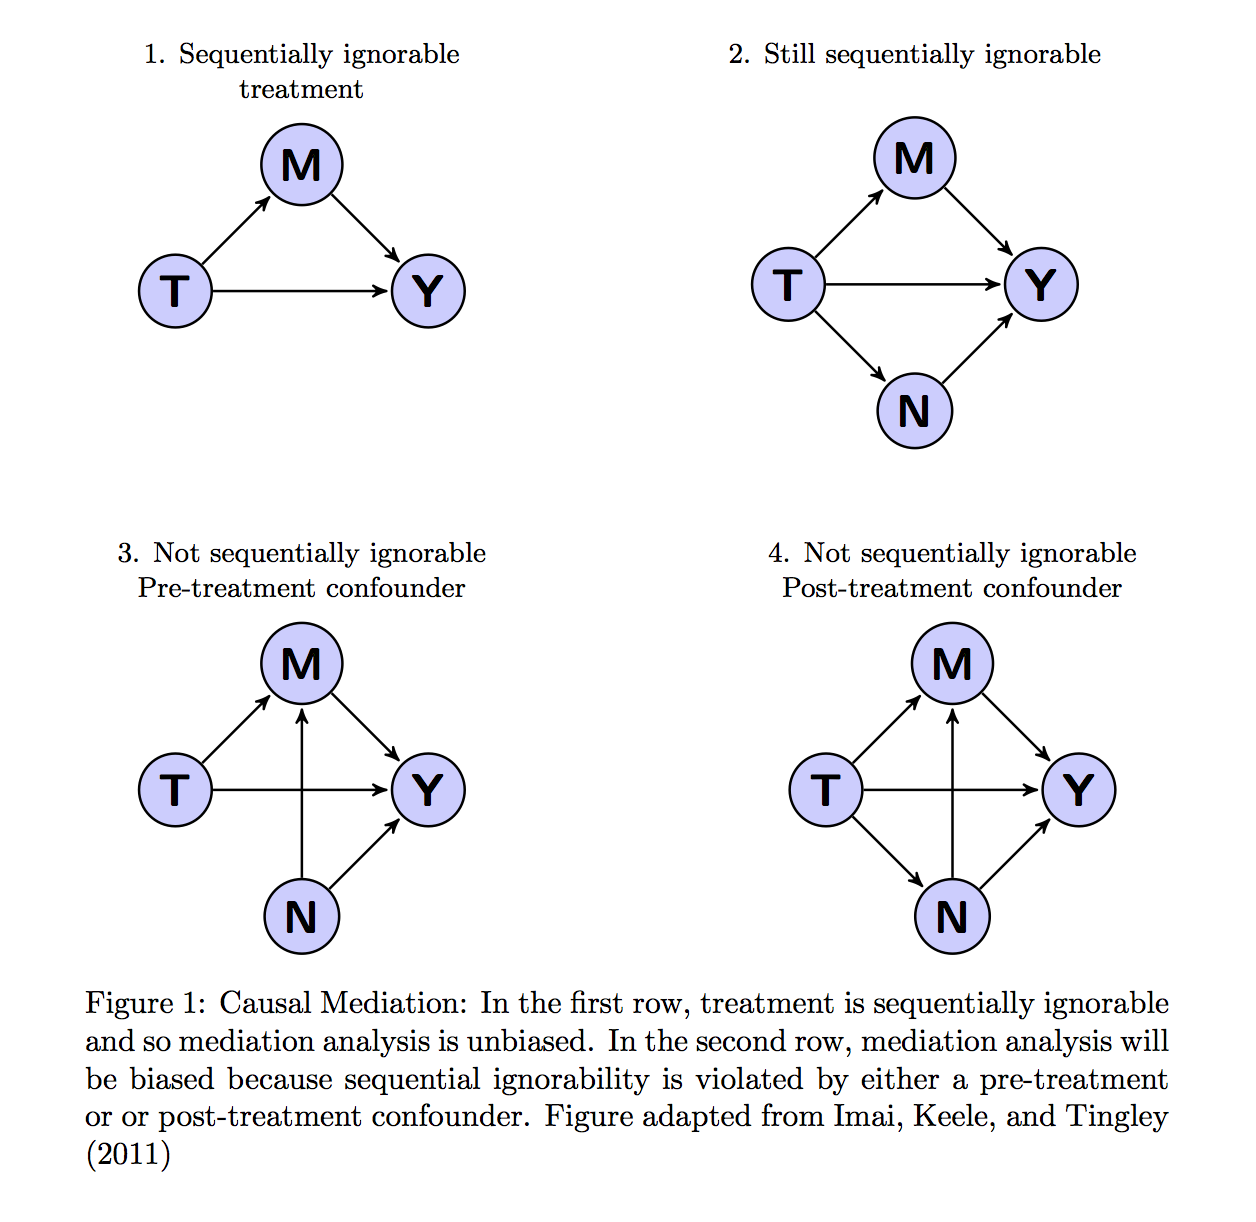 1. Sequentially ignorable
treatment
M
T
Y
2. Still sequentially ignorable
M
T
Y
N
3. Not sequentially ignorable
Pre-treatment confounder
M
T
Y
N
4. Not sequentially ignorable
Post-treatment confounder
M
T
Y
N
Figure 1: Causal Mediation: In the first row, treatment is sequentially ignorable
and so mediation analysis is unbiased. In the second row, mediation analysis will
be biased because sequential ignorability is violated by either a pre-treatment
or or post-treatment confounder. Figure adapted from Imai, Keele, and Tingley
(2011)